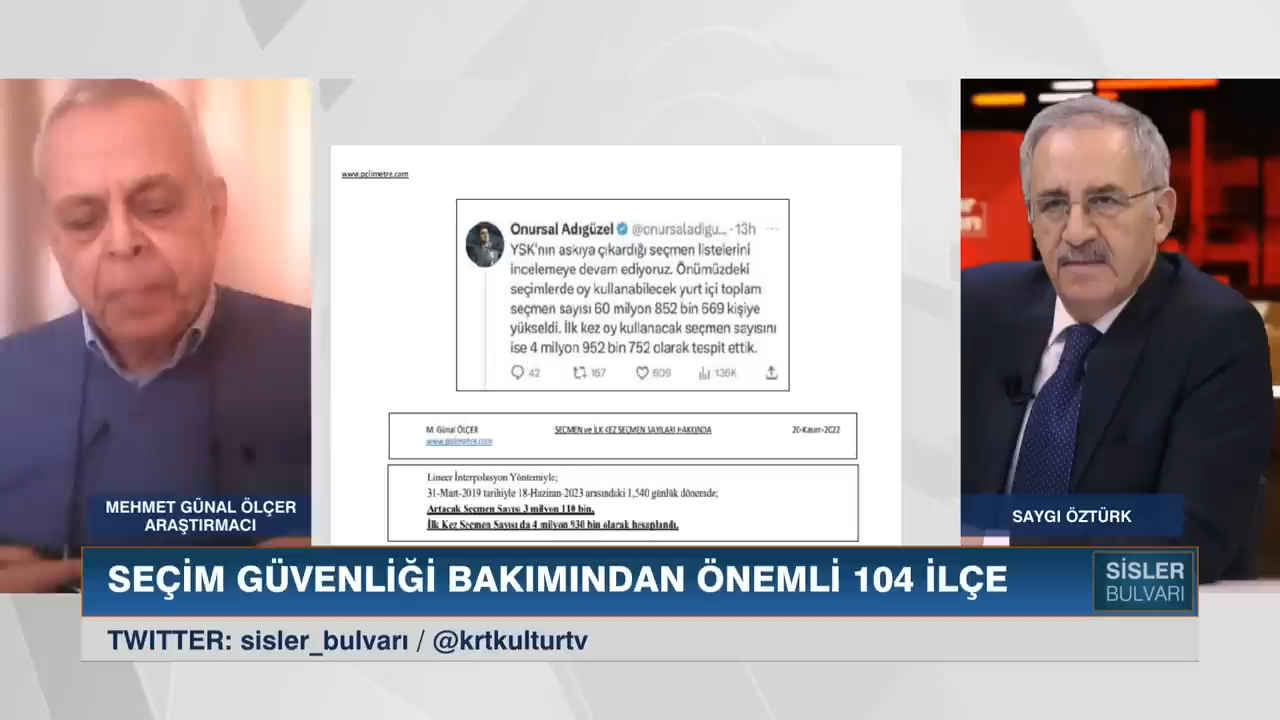 www.polimetre.com
Onursal Adıgüzel @onursaladigu... · 13h
YSK'nın askıya çıkardığı seçmen listelerini
incelemeye devam ediyoruz. Önümüzdeki
seçimlerde oy kullanabilecek yurt içi toplam
seçmen sayısı 60 milyon 852 bin 669 kişiye
yükseldi. İlk kez oy kullanacak seçmen sayısını
ise 4 milyon 952 bin 752 olarak tespit ettik.
42 167 609 136K
M. Günal ÖLÇER SEÇMEN ve İLK KEZ SEÇMEN SAYILARI HAKKINDA 20-Kasım-2022
www.polimetre.com
Lineer İnterpolasyon Yöntemiyle;
31-Mart-2019 tarihiyle 18-Haziran-2023 arasındaki 1,540 günlük dönemde;
Artacak Seçmen Sayısı 3 milyon 110 bin,
İlk Kez Seçmen Sayısı da 4 milyon 930 bin olarak hesaplandı.
MEHMET GÜNAL ÖLÇER
ARAŞTIRMACI
SAYGI ÖZTÜRK
SEÇİM GÜVENLİĞİ BAKIMINDAN ÖNEMLİ 104 İLÇE
SİSLER
BULVARI
TWITTER: sisler_bulvarı / @krtkulturtv